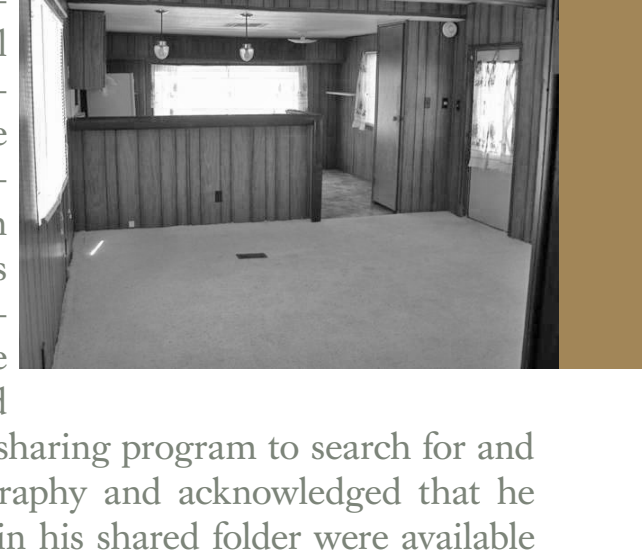 l
-
e
-
n
s
-
e
d
sharing program to search for and
raphy and acknowledged that he
in his shared folder were available